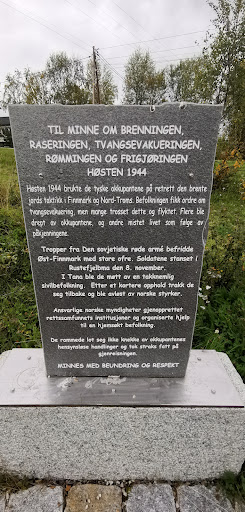 TIL MINNE OM BRENNINGEN,
RASERINGEN, TVANGSEVAKUERINGEN,
RØMMINGEN OG FRIGJØRINGEN
HØSTEN 1944
Høsten 1944 brukte de tyske okkupantene på retrett den brente
jords taktikk i Finnmark og Nord-Troms. Befolkningen fikk ordre om
tvangsevakuering, men mange trosset dette og flyktet. Flere ble
drept av okkupantene, og andre mistet livet som følge av
påkjenningene.
Tropper fra Den sovjetiske røde armé befridde
Øst-Finnmark med store ofre. Soldatene stanset i
Rustefjelbma den 8. november.
I Tana ble de møtt av en takknemlig
sivilbefolkning. Etter et kortere opphold trakk de
seg tilbake og ble avløst av norske styrker.
Ansvarlige norske myndigheter gjenopprettet
rettssamfunnets institusjoner og organiserte hjelp
til en hjemsøkt befolkning.
De rammede lot seg ikke knekke av okkupantenes
hensynsløse handlinger og tok straks fatt på
gjenreisningen.
MINNES MED BEUNDRING OG RESPEKT